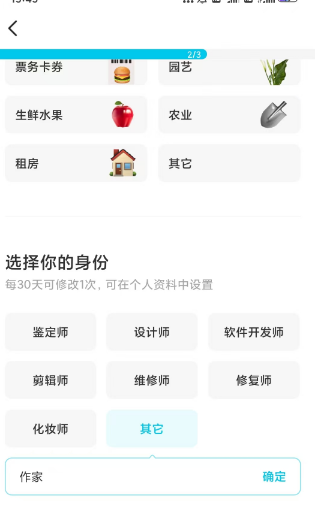 2/3
票务卡券
园艺
生鲜水果
农业
租房
其它
选择你的身份
每30天可修改1次，可在个人资料中设置
鉴定师
设计师
软件开发师
剪辑师
维修师
修复师
化妆师
其它
作家
确定